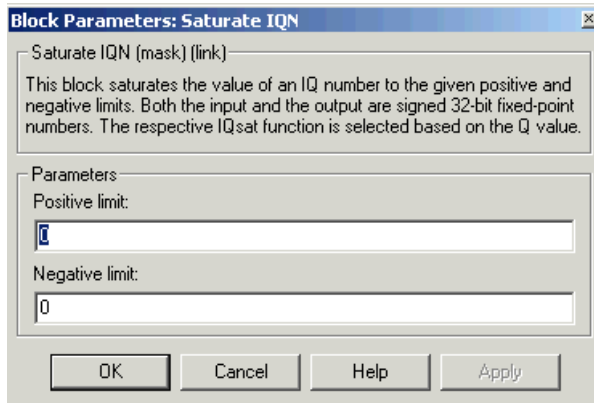 Block Parameters: Saturate IQN
Saturate IQN (mask) (link)
This block saturates the value of an IQ number to the given positive and
negative limits. Both the input and the output are signed 32-bit fixed-point
numbers. The respective IQsat function is selected based on the Q value.
Parameters
Positive limit:
0
Negative limit:
0
OK Cancel Help Apply